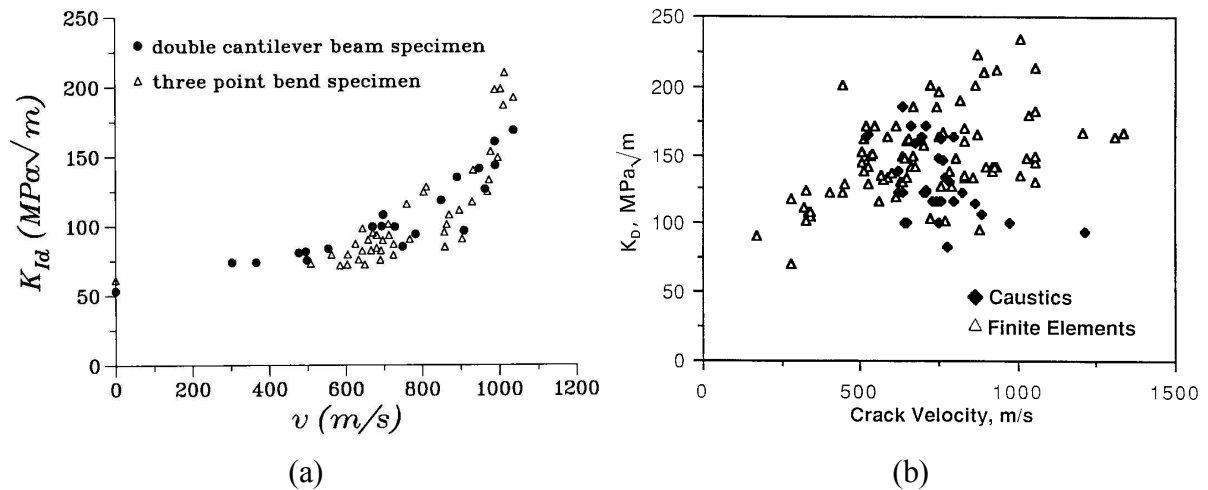 250
200
150
100
50
0
K_Id (MPa√m)
● double cantilever beam specimen
△ three point bend specimen
0 200 400 600 800 1000 1200
v (m/s)
(a)
250
200
150
100
50
0
K_D, MPa√m
◆ Caustics
△ Finite Elements
0 500 1000 1500
Crack Velocity, m/s
(b)